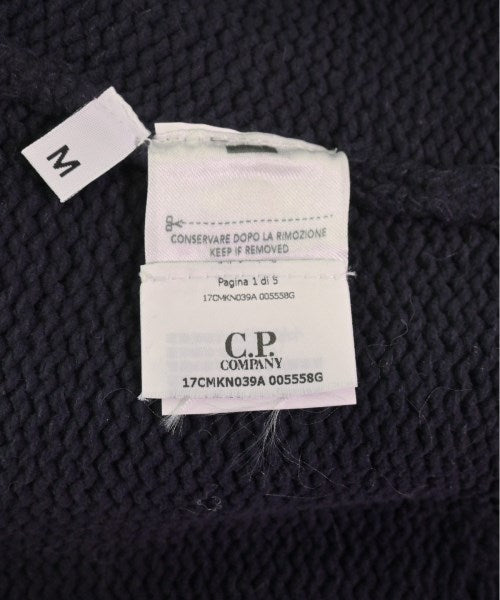 M
CONSERVARE DOPO LA RIMOZIONE
KEEP IF REMOVED
Pagina 1 di 5
17CMKN039A 005558G
C.P.
COMPANY
17CMKN039A 005558G